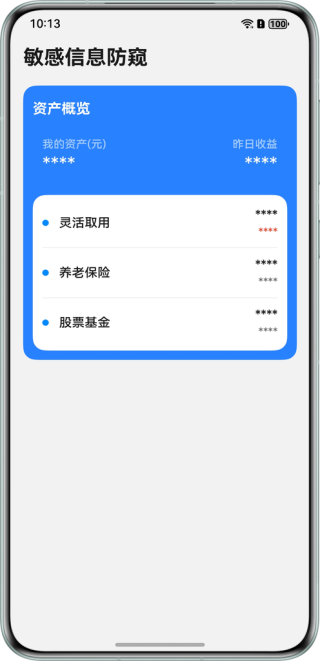 10:13
100
敏感信息防窥
资产概览
我的资产(元) 昨日收益
**** ****
灵活取用 ****
****
养老保险 ****
****
股票基金 ****
****